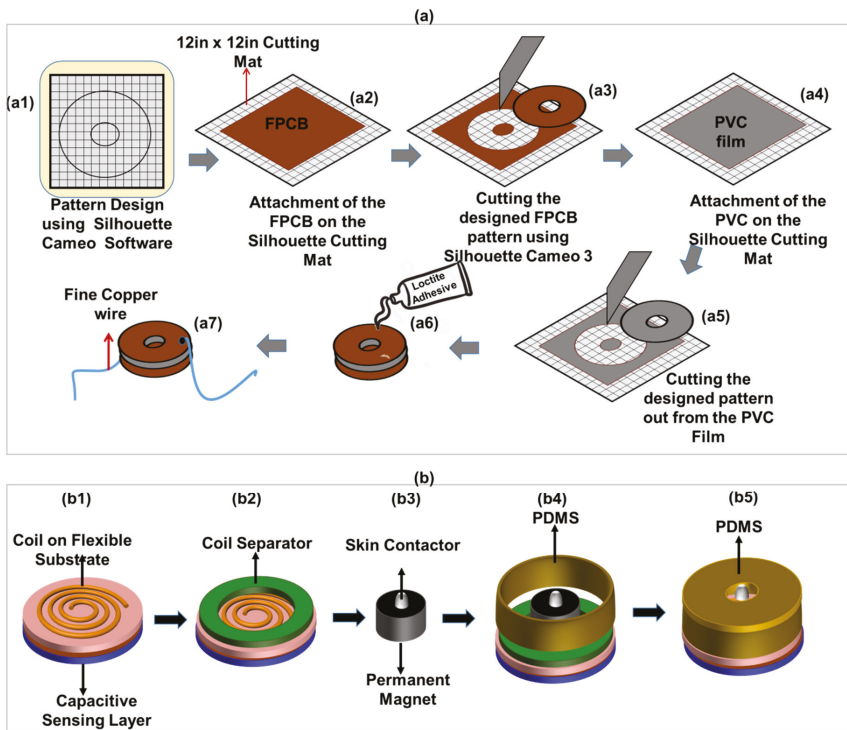 (a)
(a1)
Pattern Design
using Silhouette
Cameo Software
12in x 12in Cutting
Mat
(a2)
FPCB
Attachment of the
FPCB on the
Silhouette Cutting
Mat
(a3)
Cutting the
designed FPCB
pattern using
Silhouette Cameo 3
(a4)
PVC
film
Attachment of the
PVC on the
Silhouette Cutting
Mat
(a5)
Cutting the
designed pattern
out from the PVC
Film
Loctite
Adhesive
(a6)
Fine Copper
wire
(a7)
(b)
(b1)
Coil on Flexible
Substrate
Capacitive
Sensing Layer
(b2)
Coil Separator
(b3)
Skin Contactor
Permanent
Magnet
(b4)
PDMS
(b5)
PDMS